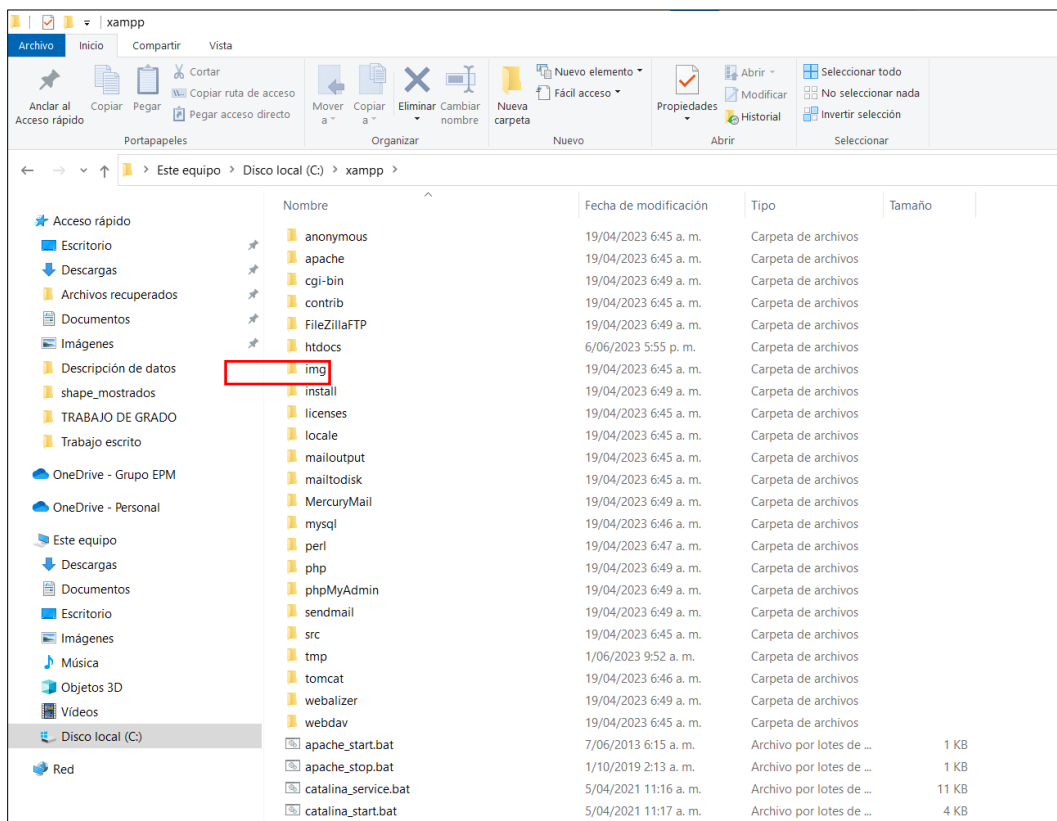 xampp
Archivo Inicio Compartir Vista
Anclar al Acceso rápido
Copiar
Pegar
Cortar
Copiar ruta de acceso
Pegar acceso directo
Portapapeles
Mover a
Copiar a
Eliminar
Cambiar nombre
Organizar
Nueva carpeta
Nuevo elemento
Fácil acceso
Nuevo
Propiedades
Abrir
Modificar
Historial
Abrir
Seleccionar todo
No seleccionar nada
Invertir selección
Seleccionar
Este equipo > Disco local (C:) > xampp >
Acceso rápido
Escritorio
Descargas
Archivos recuperados
Documentos
Imágenes
Descripción de datos
shape_mostrados
TRABAJO DE GRADO
Trabajo escrito
OneDrive - Grupo EPM
OneDrive - Personal
Este equipo
Descargas
Documentos
Escritorio
Imágenes
Música
Objetos 3D
Vídeos
Disco local (C:)
Red
Nombre Fecha de modificación Tipo Tamaño
anonymous 19/04/2023 6:45 a. m. Carpeta de archivos
apache 19/04/2023 6:45 a. m. Carpeta de archivos
cgi-bin 19/04/2023 6:49 a. m. Carpeta de archivos
contrib 19/04/2023 6:45 a. m. Carpeta de archivos
FileZillaFTP 19/04/2023 6:49 a. m. Carpeta de archivos
htdocs 6/06/2023 5:55 p. m. Carpeta de archivos
img 19/04/2023 6:45 a. m. Carpeta de archivos
install 19/04/2023 6:49 a. m. Carpeta de archivos
licenses 19/04/2023 6:45 a. m. Carpeta de archivos
locale 19/04/2023 6:45 a. m. Carpeta de archivos
mailoutput 19/04/2023 6:45 a. m. Carpeta de archivos
mailtodisk 19/04/2023 6:45 a. m. Carpeta de archivos
MercuryMail 19/04/2023 6:49 a. m. Carpeta de archivos
mysql 19/04/2023 6:46 a. m. Carpeta de archivos
perl 19/04/2023 6:47 a. m. Carpeta de archivos
php 19/04/2023 6:49 a. m. Carpeta de archivos
phpMyAdmin 19/04/2023 6:49 a. m. Carpeta de archivos
sendmail 19/04/2023 6:49 a. m. Carpeta de archivos
src 19/04/2023 6:45 a. m. Carpeta de archivos
tmp 1/06/2023 9:52 a. m. Carpeta de archivos
tomcat 19/04/2023 6:46 a. m. Carpeta de archivos
webalizer 19/04/2023 6:49 a. m. Carpeta de archivos
webdav 19/04/2023 6:45 a. m. Carpeta de archivos
apache_start.bat 7/06/2013 6:15 a. m. Archivo por lotes de ... 1 KB
apache_stop.bat 1/10/2019 2:13 a. m. Archivo por lotes de ... 1 KB
catalina_service.bat 5/04/2021 11:16 a. m. Archivo por lotes de ... 11 KB
catalina_start.bat 5/04/2021 11:17 a. m. Archivo por lotes de ... 4 KB